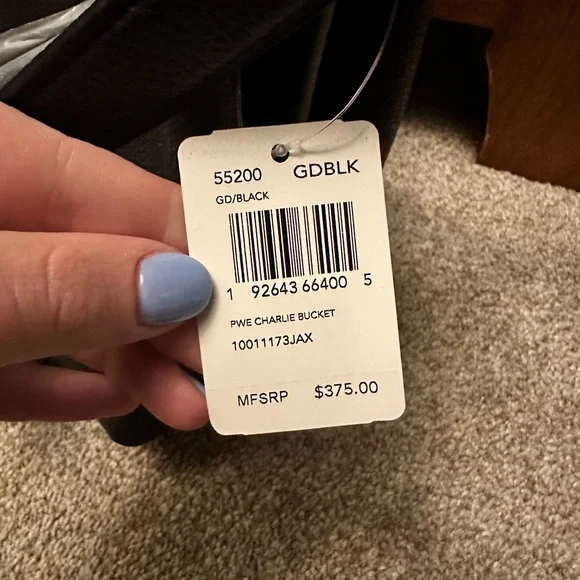 55200 GDBLK
GD/BLACK
1 92643 66400 5
PWE CHARLIE BUCKET
10011173JAX
MFSRP $375.00